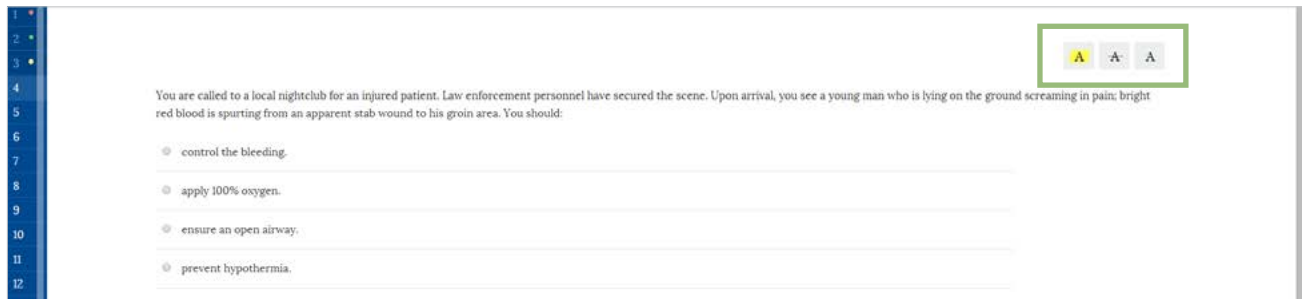 1
2
3
4
5
6
7
8
9
10
11
12
A A A
You are called to a local nightclub for an injured patient. Law enforcement personnel have secured the scene. Upon arrival, you see a young man who is lying on the ground screaming in pain; bright
red blood is spurting from an apparent stab wound to his groin area. You should:
control the bleeding.
apply 100% oxygen.
ensure an open airway.
prevent hypothermia.